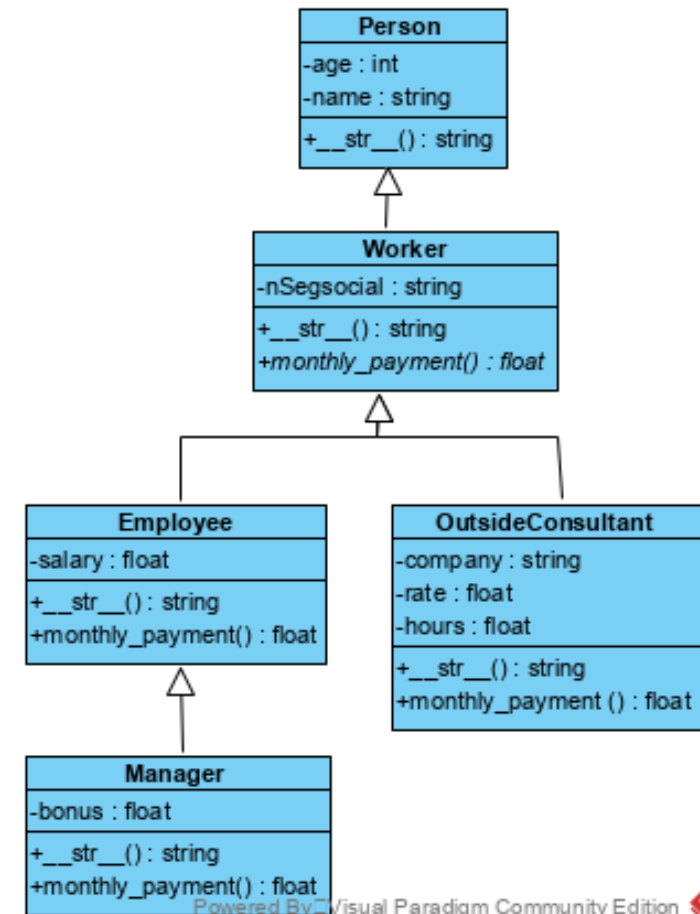 Person
-age : int
-name : string
+__str__() : string
Worker
-nSegsocial : string
+__str__() : string
+monthly_payment() : float
Employee
-salary : float
+__str__() : string
+monthly_payment() : float
OutsideConsultant
-company : string
-rate : float
-hours : float
+__str__() : string
+monthly_payment () : float
Manager
-bonus : float
+__str__() : string
+monthly_payment() : float
Powered By Visual Paradigm Community Edition